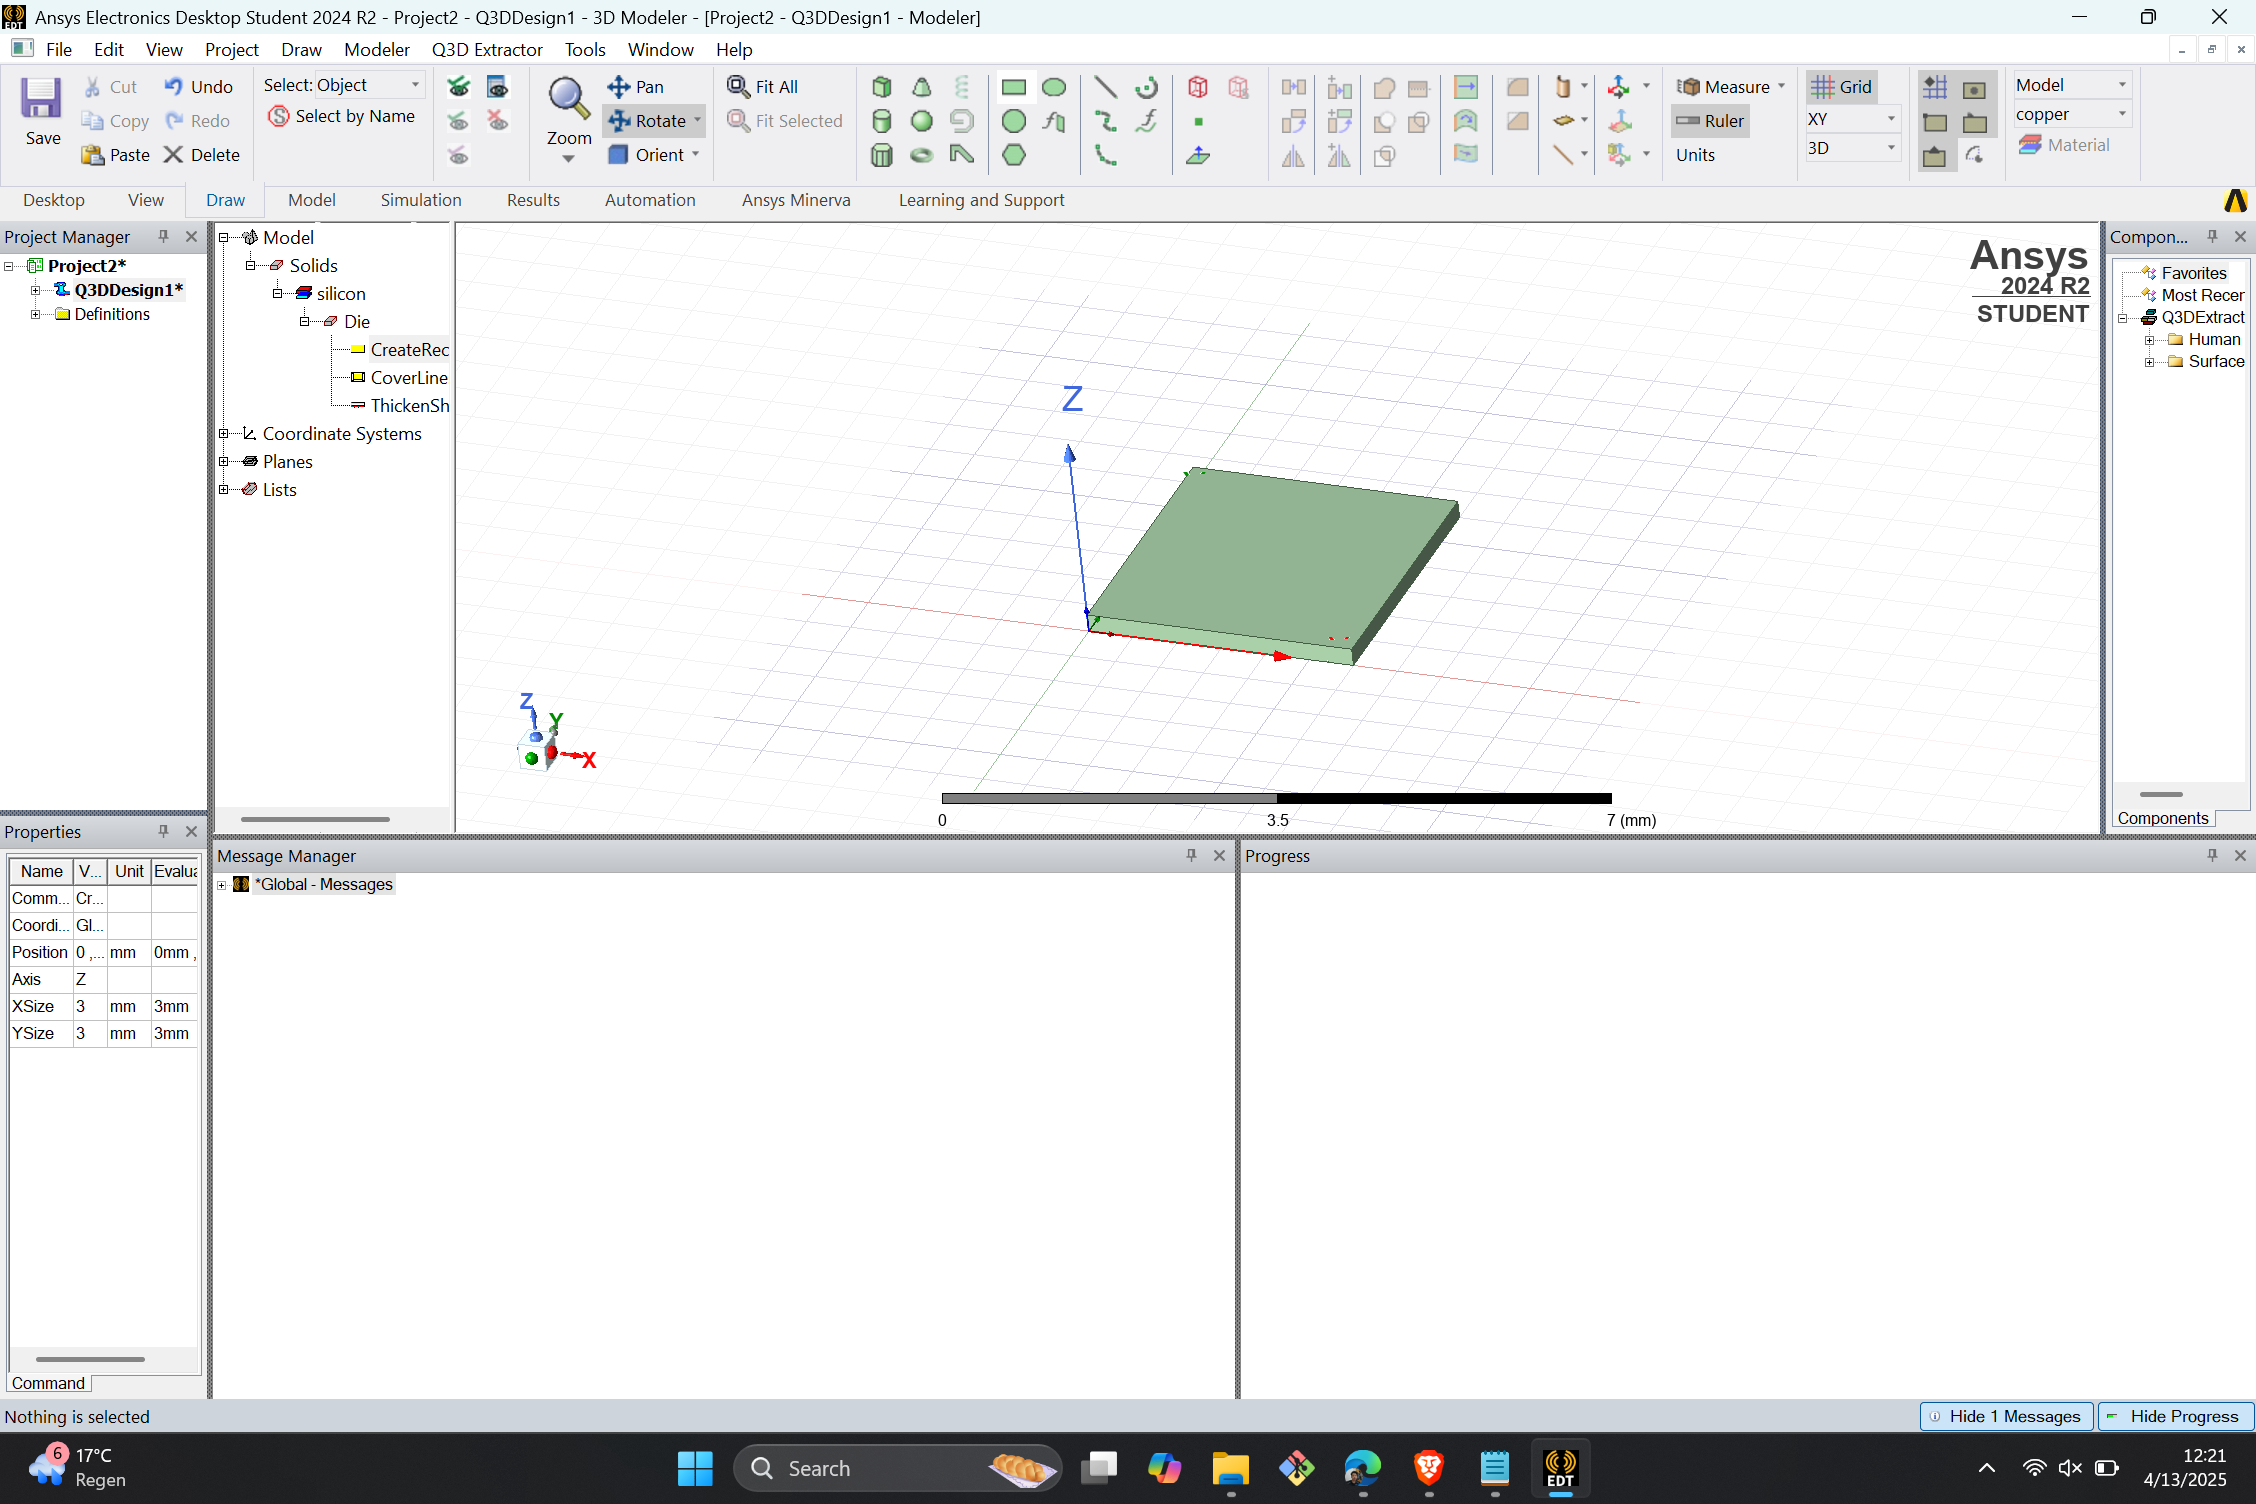 Ansys Electronics Desktop Student 2024 R2 - Project2 - Q3DDesign1 - 3D Modeler - [Project2 - Q3DDesign1 - Modeler]
File Edit View Project Draw Modeler Q3D Extractor Tools Window Help
Save
Cut
Copy
Paste
Undo
Redo
Delete
Select: Object
Select by Name
Zoom
Pan
Rotate
Orient
Fit All
Fit Selected
Measure
Ruler
Units
Grid
XY
3D
Model
copper
Material
Desktop View Draw Model Simulation Results Automation Ansys Minerva Learning and Support
Project Manager
Project2*
Q3DDesign1*
Definitions
Model
Solids
silicon
Die
CreateRec
CoverLine
ThickenSh
Coordinate Systems
Planes
Lists
Ansys
2024 R2
STUDENT
Z
Z
Y
X
0 3.5 7 (mm)
Compon...
Favorites
Most Recer
Q3DExtract
Human
Surface
Components
Properties
Name V... Unit Evalua
Comm... Cr...
Coordi... Gl...
Position 0 ,... mm 0mm ,
Axis Z
XSize 3 mm 3mm
YSize 3 mm 3mm
Command
Message Manager
*Global - Messages
Progress
Nothing is selected
Hide 1 Messages
Hide Progress
6
17°C
Regen
Search
EDT
12:21
4/13/2025